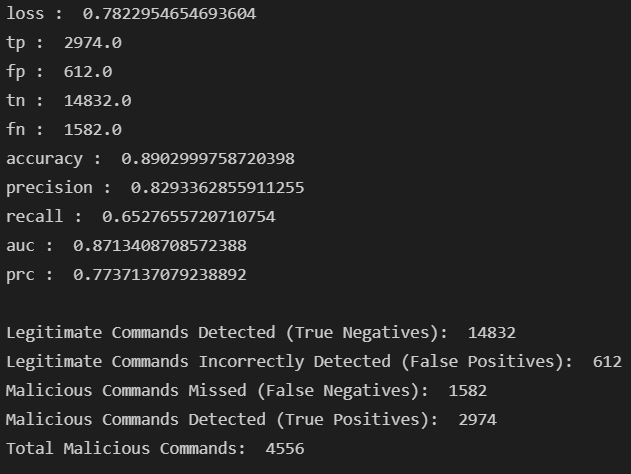 loss :  0.7822954654693604
tp :  2974.0
fp :  612.0
tn :  14832.0
fn :  1582.0
accuracy :  0.8902999758720398
precision :  0.8293362855911255
recall :  0.6527655720710754
auc :  0.8713408708572388
prc :  0.7737137079238892

Legitimate Commands Detected (True Negatives):  14832
Legitimate Commands Incorrectly Detected (False Positives):  612
Malicious Commands Missed (False Negatives):  1582
Malicious Commands Detected (True Positives):  2974
Total Malicious Commands:  4556